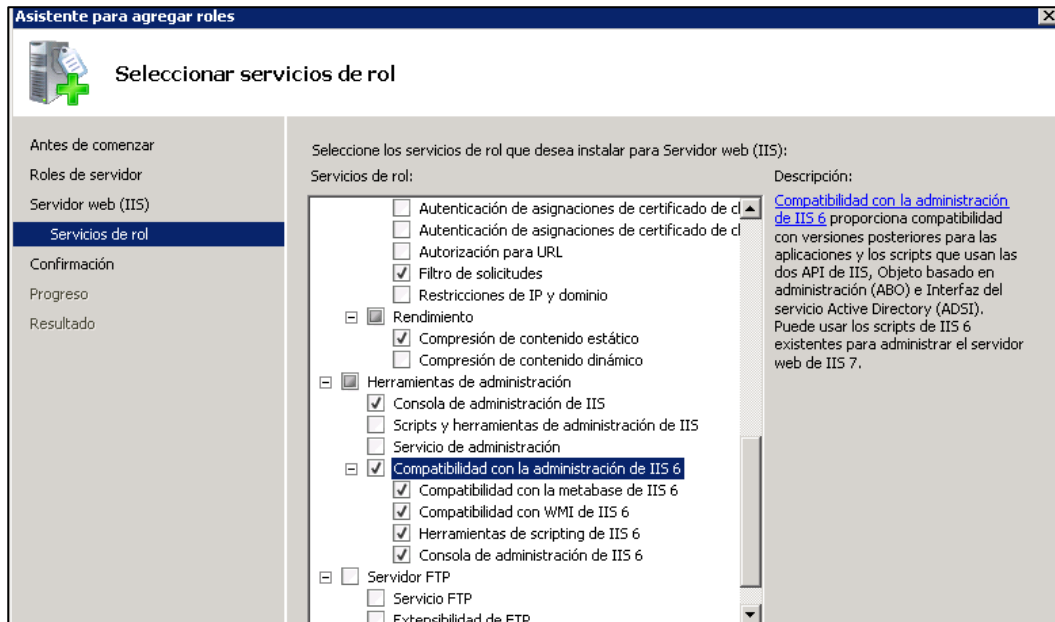 Asistente para agregar roles
Seleccionar servicios de rol
Antes de comenzar
Roles de servidor
Servidor web (IIS)
Servicios de rol
Confirmación
Progreso
Resultado
Seleccione los servicios de rol que desea instalar para Servidor web (IIS):
Servicios de rol:
Autenticación de asignaciones de certificado de cl
Autenticación de asignaciones de certificado de cl
Autorización para URL
Filtro de solicitudes
Restricciones de IP y dominio
Rendimiento
Compresión de contenido estático
Compresión de contenido dinámico
Herramientas de administración
Consola de administración de IIS
Scripts y herramientas de administración de IIS
Servicio de administración
Compatibilidad con la administración de IIS 6
Compatibilidad con la metabase de IIS 6
Compatibilidad con WMI de IIS 6
Herramientas de scripting de IIS 6
Consola de administración de IIS 6
Servidor FTP
Servicio FTP
Extensibilidad de FTP
Descripción:
Compatibilidad con la administración
de IIS 6 proporciona compatibilidad
con versiones posteriores para las
aplicaciones y los scripts que usan las
dos API de IIS, Objeto basado en
administración (ABO) e Interfaz del
servicio Active Directory (ADSI).
Puede usar los scripts de IIS 6
existentes para administrar el servidor
web de IIS 7.